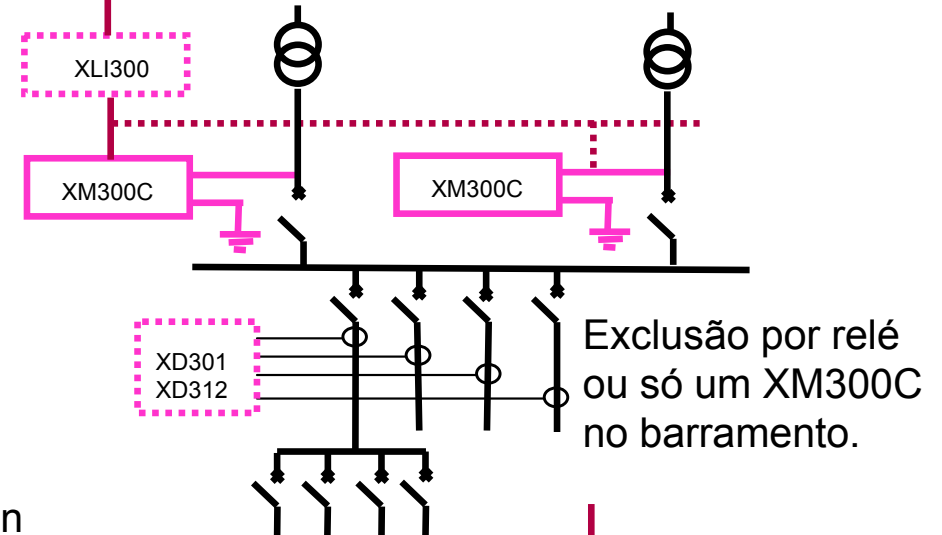 XLI300
XM300C
XM300C
XD301
XD312
Exclusão por relé
ou só um XM300C
no barramento.
n